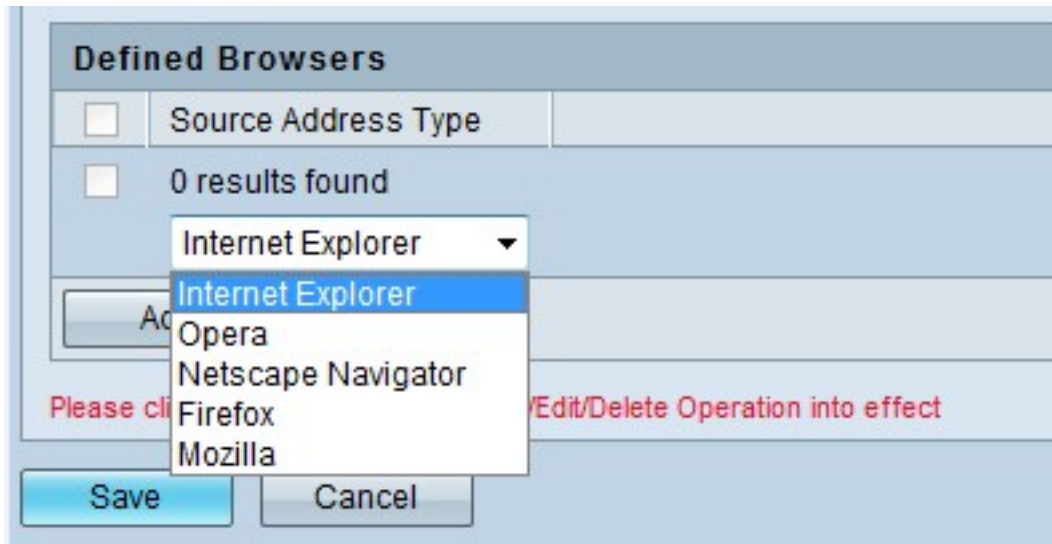 Defined Browsers
Source Address Type
0 results found
Internet Explorer
Internet Explorer
Opera
Netscape Navigator
Firefox
Mozilla
Please /Edit/Delete Operation into effect
Save
Cancel